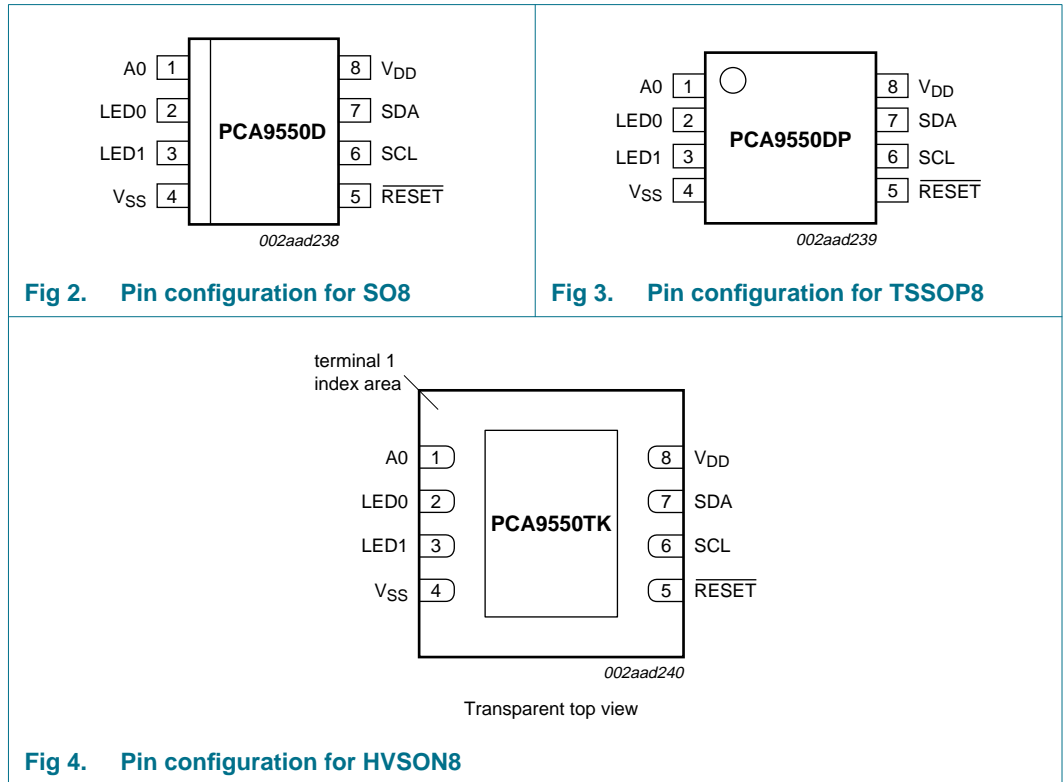 A0 1
LED0 2
LED1 3
VSS 4
PCA9550D
8 VDD
7 SDA
6 SCL
5 RESET
002aad238
Fig 2. Pin configuration for SO8
A0 1
LED0 2
LED1 3
VSS 4
PCA9550DP
8 VDD
7 SDA
6 SCL
5 RESET
002aad239
Fig 3. Pin configuration for TSSOP8
terminal 1
index area
A0 1
LED0 2
LED1 3
VSS 4
PCA9550TK
8 VDD
7 SDA
6 SCL
5 RESET
002aad240
Transparent top view
Fig 4. Pin configuration for HVSON8